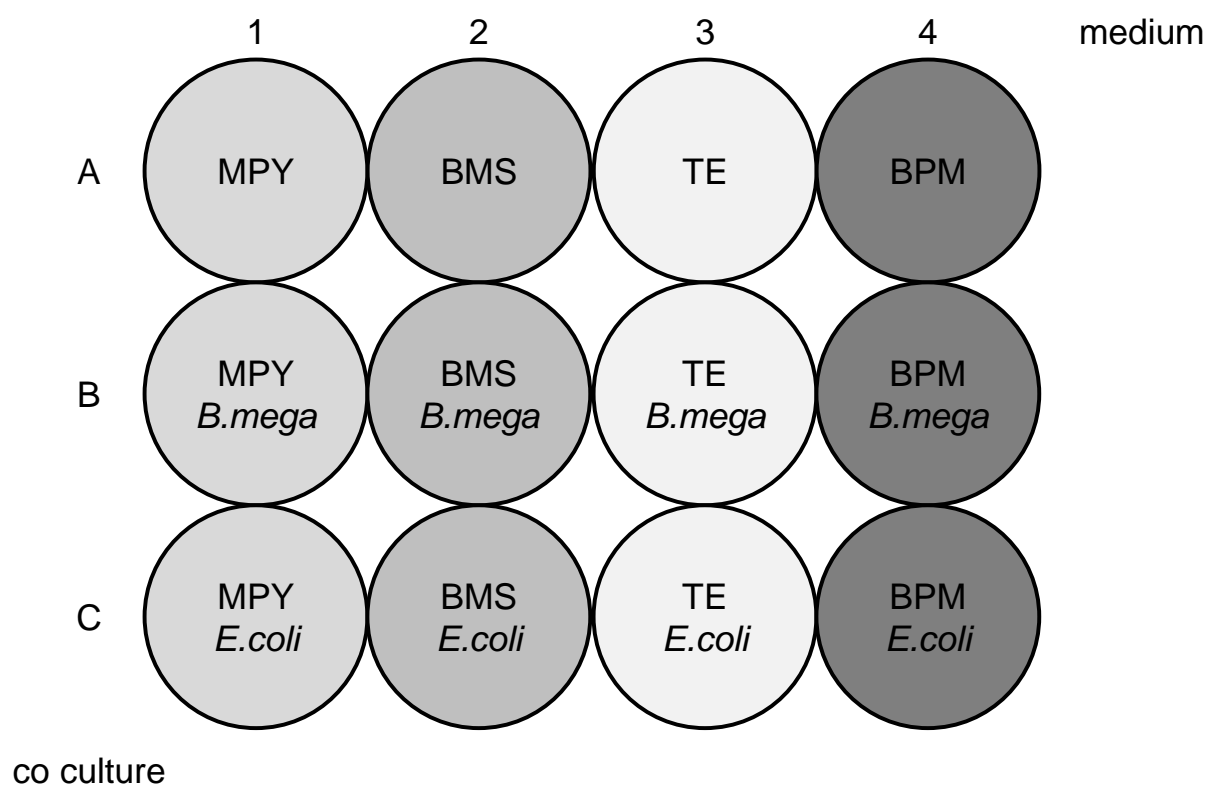 1 2 3 4 medium
A MPY BMS TE BPM
B
MPY BMS TE BPM
B.mega B.mega B.mega B.mega
C
MPY BMS TE BPM
E.coli E.coli E.coli E.coli
co culture